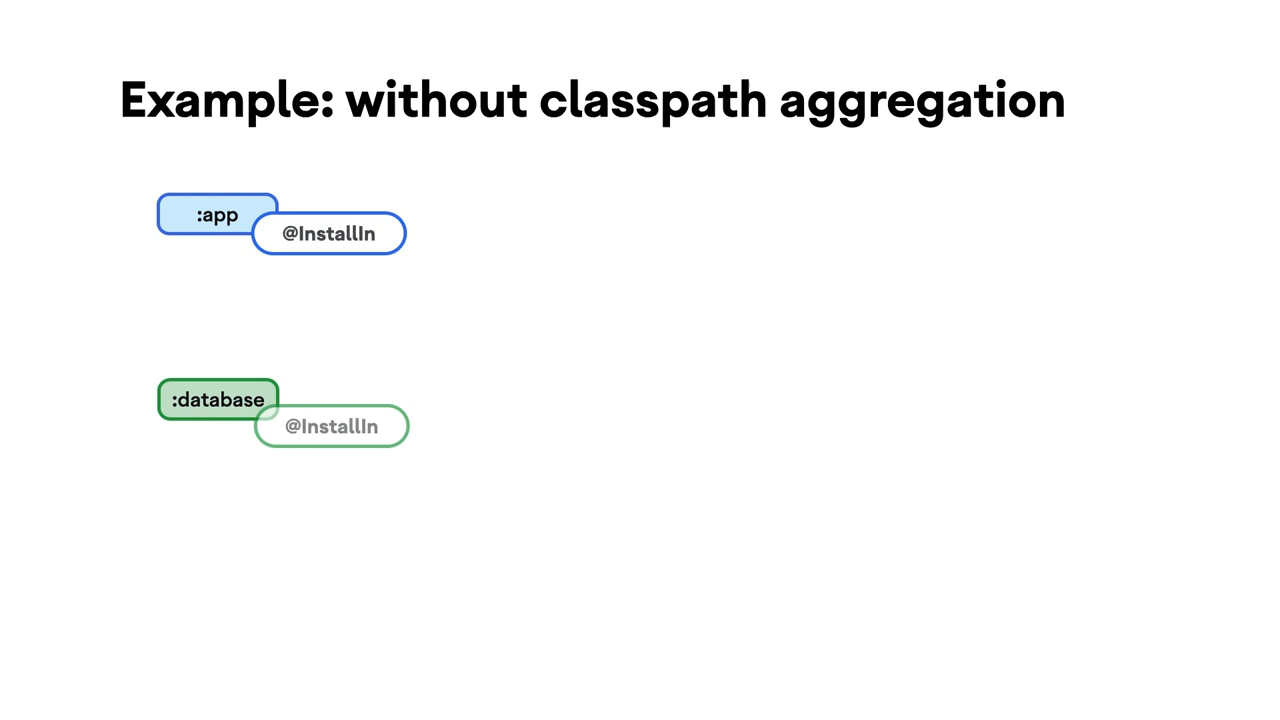 Example: without classpath aggregation
:app
@InstallIn
:database
@InstallIn